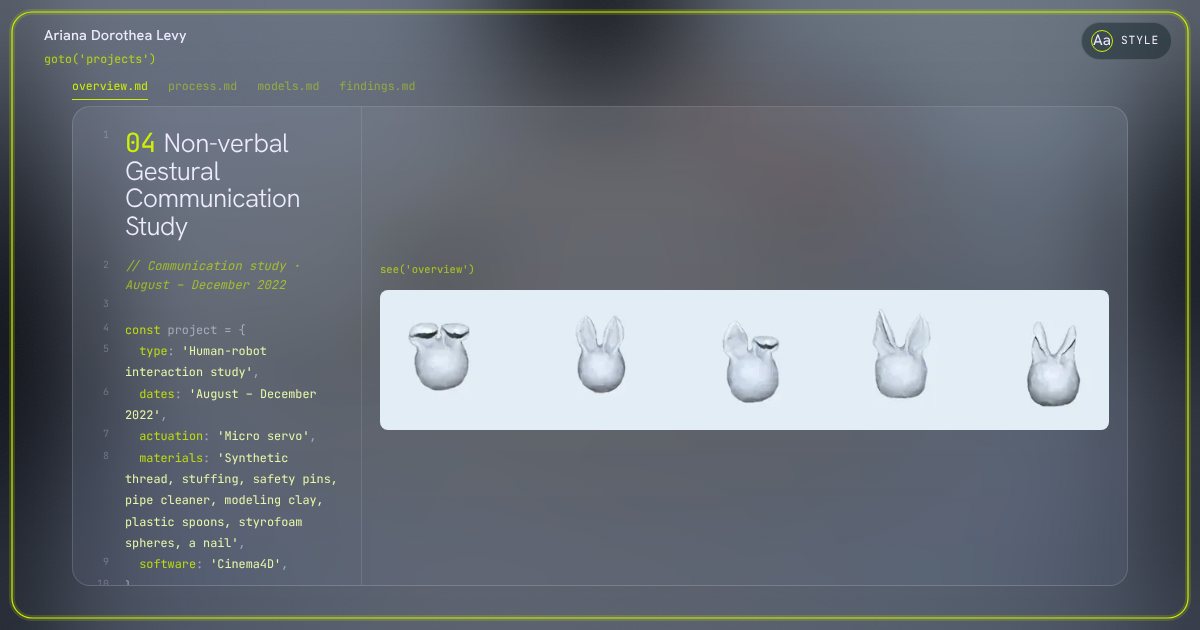 Ariana Dorothea Levy
Aa STYLE
goto('projects')
overview.md process.md models.md findings.md
1 04 Non-verbal
Gestural
Communication
Study
2 // Communication study ·
August – December 2022
3
4 const project = {
5 type: 'Human-robot
interaction study',
6 dates: 'August – December
2022',
7 actuation: 'Micro servo',
8 materials: 'Synthetic
thread, stuffing, safety pins,
pipe cleaner, modeling clay,
plastic spoons, styrofoam
spheres, a nail',
9 software: 'Cinema4D',
10 }
see('overview')